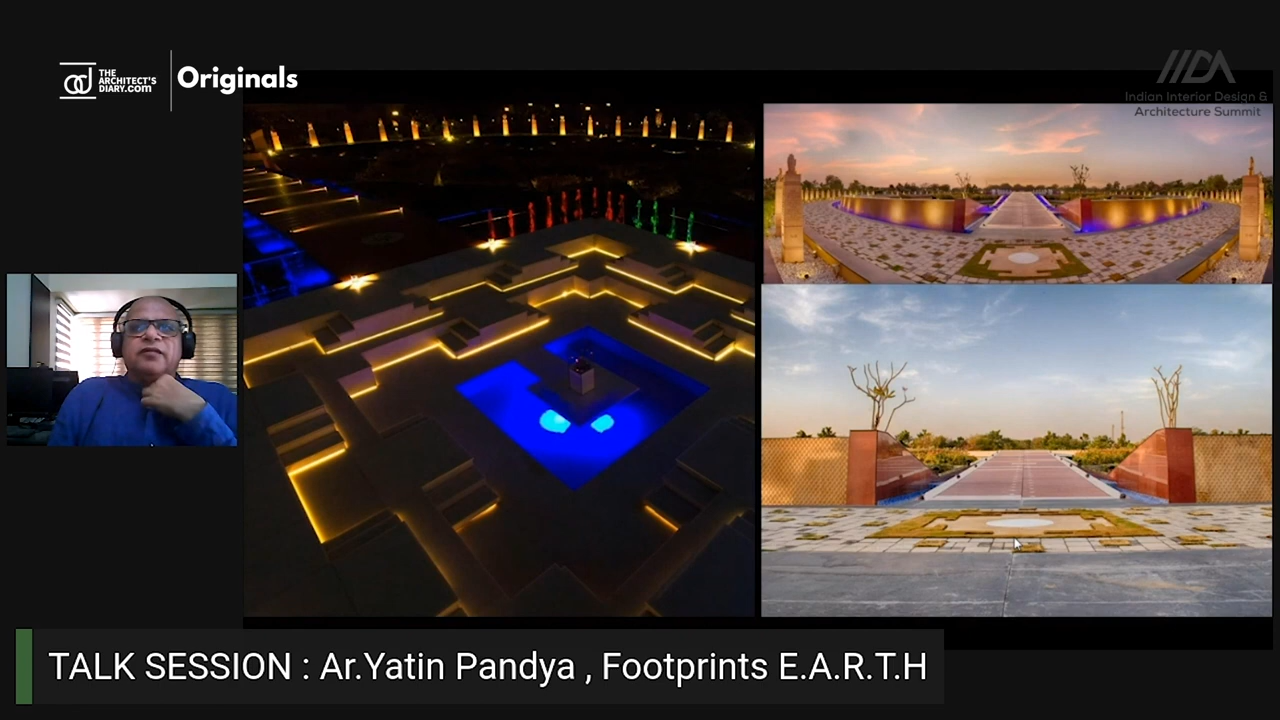 THE
ARCHITECT'S
DIARY.com
Originals
IIDA
Indian Interior Design &
Architecture Summit
TALK SESSION : Ar.Yatin Pandya , Footprints E.A.R.T.H